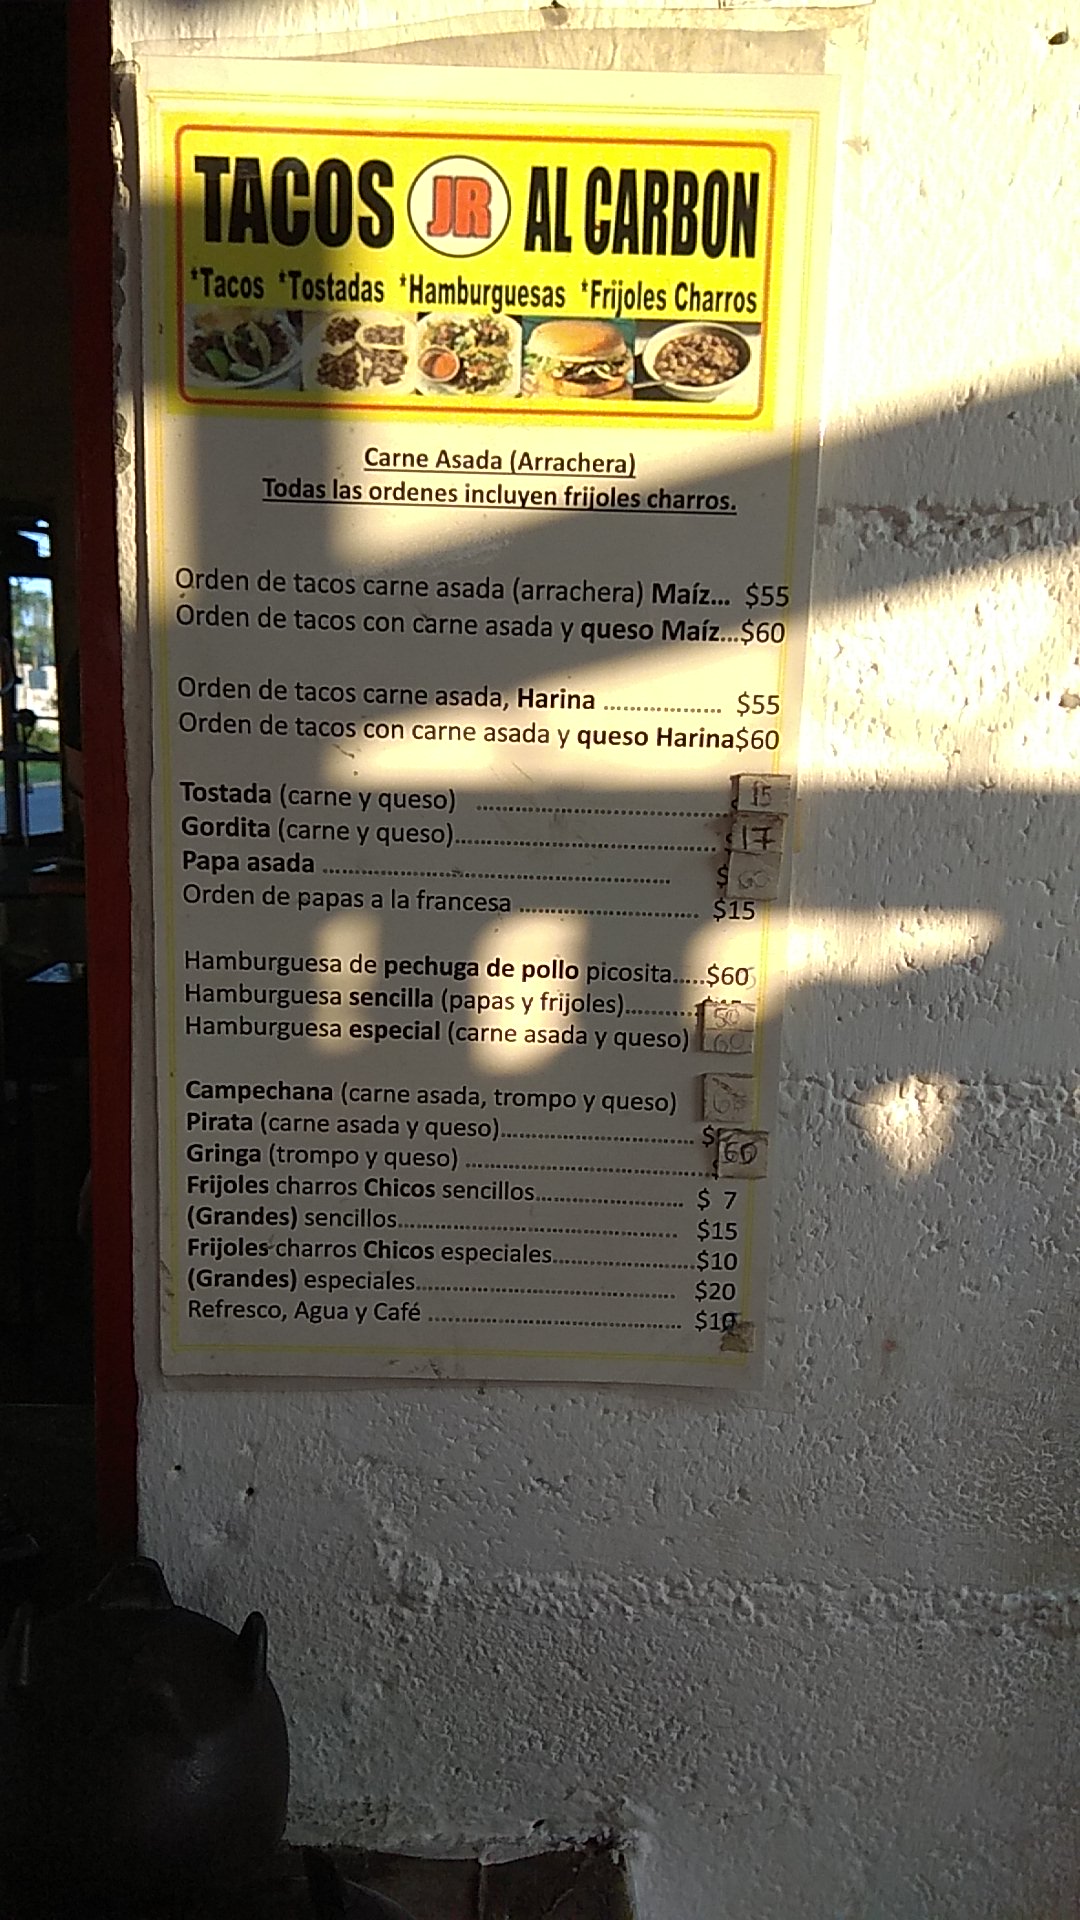 TACOS JR AL CARBON
*Tacos *Tostadas *Hamburguesas *Frijoles Charros
Carne Asada (Arrachera)
Todas las ordenes incluyen frijoles charros.
Orden de tacos carne asada (arrachera) Maíz... $55
Orden de tacos con carne asada y queso Maíz...$60
Orden de tacos carne asada, Harina .................. $55
Orden de tacos con carne asada y queso Harina$60
Tostada (carne y queso) .......................................... 15
Gordita (carne y queso)........................................... $17
Papa asada ......................................................... $ 60
Orden de papas a la francesa ............................. $15
Hamburguesa de pechuga de pollo picosita.....$60
Hamburguesa sencilla (papas y frijoles)........... 50
Hamburguesa especial (carne asada y queso) 60
Campechana (carne asada, trompo y queso)
Pirata (carne asada y queso)............................... $
Gringa (trompo y queso) ....................................... 60
Frijoles charros Chicos sencillos........................ $ 7
(Grandes) sencillos.............................................. $15
Frijoles charros Chicos especiales.......................$10
(Grandes) especiales.......................................... $20
Refresco, Agua y Café ......................................... $10